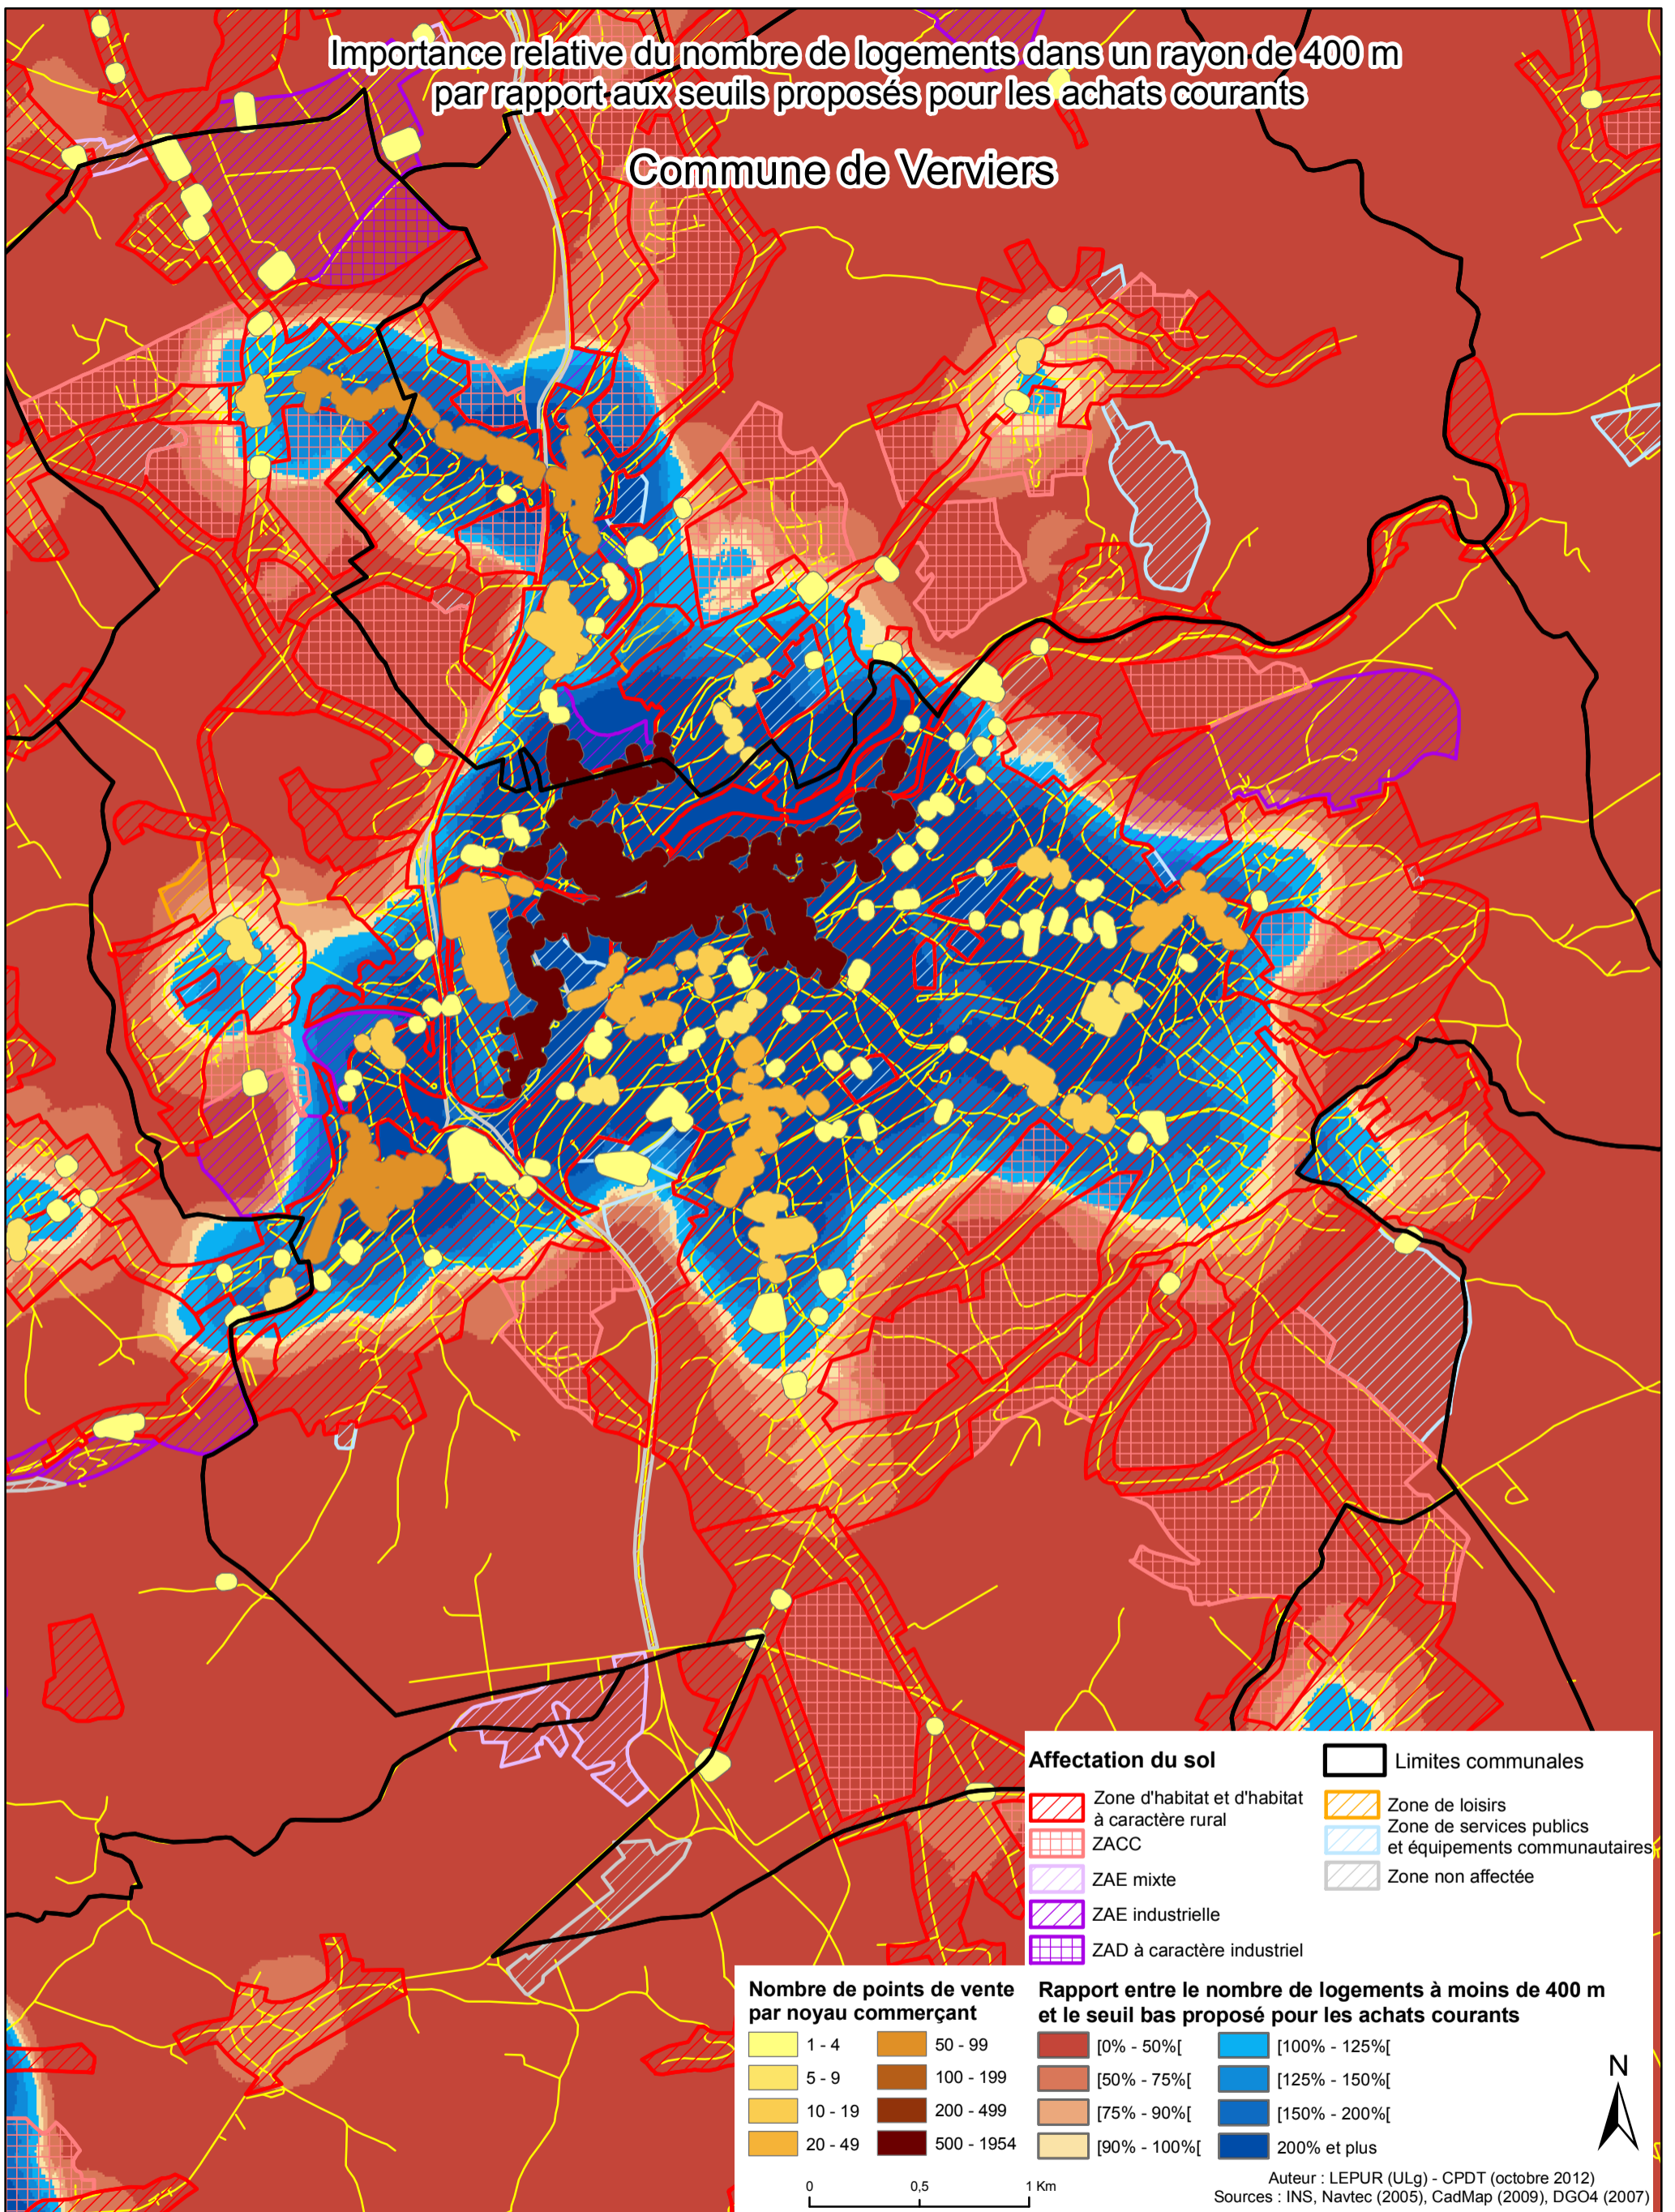 Importance relative du nombre de logements dans un rayon de 400 m
par rapport aux seuils proposés pour les achats courants
Commune de Verviers
Affectation du sol
Zone d'habitat et d'habitat
à caractère rural
ZACC
ZAE mixte
ZAE industrielle
ZAD à caractère industriel
Limites communales
Zone de loisirs
Zone de services publics
et équipements communautaires
Zone non affectée
Nombre de points de vente
par noyau commerçant
1 - 4
5 - 9
10 - 19
20 - 49
50 - 99
100 - 199
200 - 499
500 - 1954
Rapport entre le nombre de logements à moins de 400 m
et le seuil bas proposé pour les achats courants
[0% - 50%[
[50% - 75%[
[75% - 90%[
[90% - 100%[
[100% - 125%[
[125% - 150%[
[150% - 200%[
200% et plus
N
0 0,5 1 Km
Auteur : LEPUR (ULg) - CPDT (octobre 2012)
Sources : INS, Navtec (2005), CadMap (2009), DGO4 (2007)